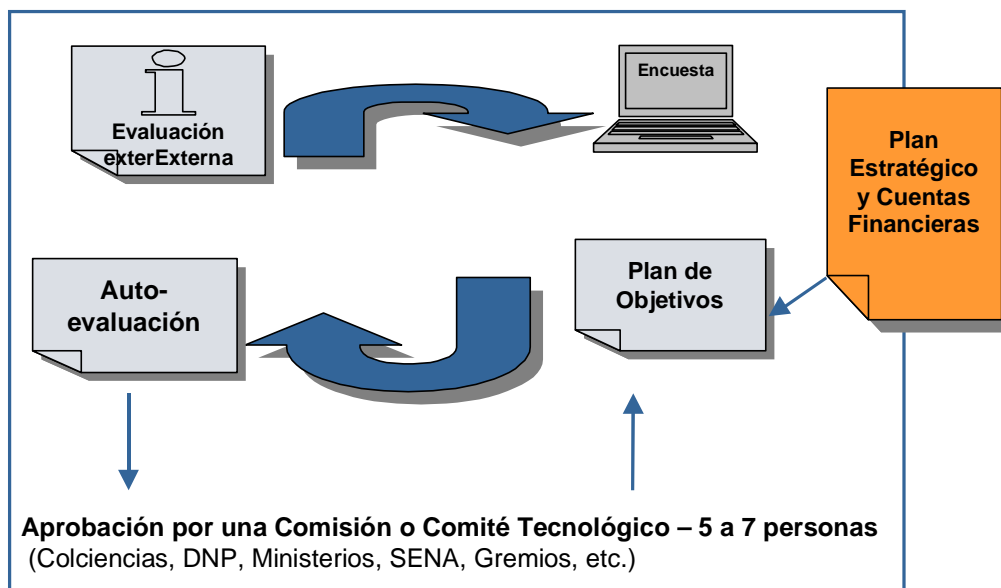 Evaluación
exterExterna
Encuesta
Plan
Estratégico
y Cuentas
Financieras
Auto-
evaluación
Plan de
Objetivos
Aprobación por una Comisión o Comité Tecnológico – 5 a 7 personas
(Colciencias, DNP, Ministerios, SENA, Gremios, etc.)